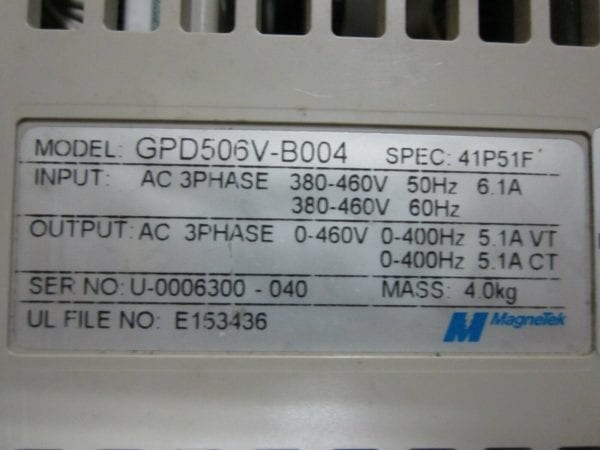 MODEL: GPD506V-B004 SPEC: 41P51F
INPUT: AC 3PHASE 380-460V 50Hz 6.1A
380-460V 60Hz
OUTPUT: AC 3PHASE 0-460V 0-400Hz 5.1A VT
0-400Hz 5.1A CT
SER NO: U-0006300 - 040 MASS: 4.0kg
UL FILE NO: E153436 MagneTek